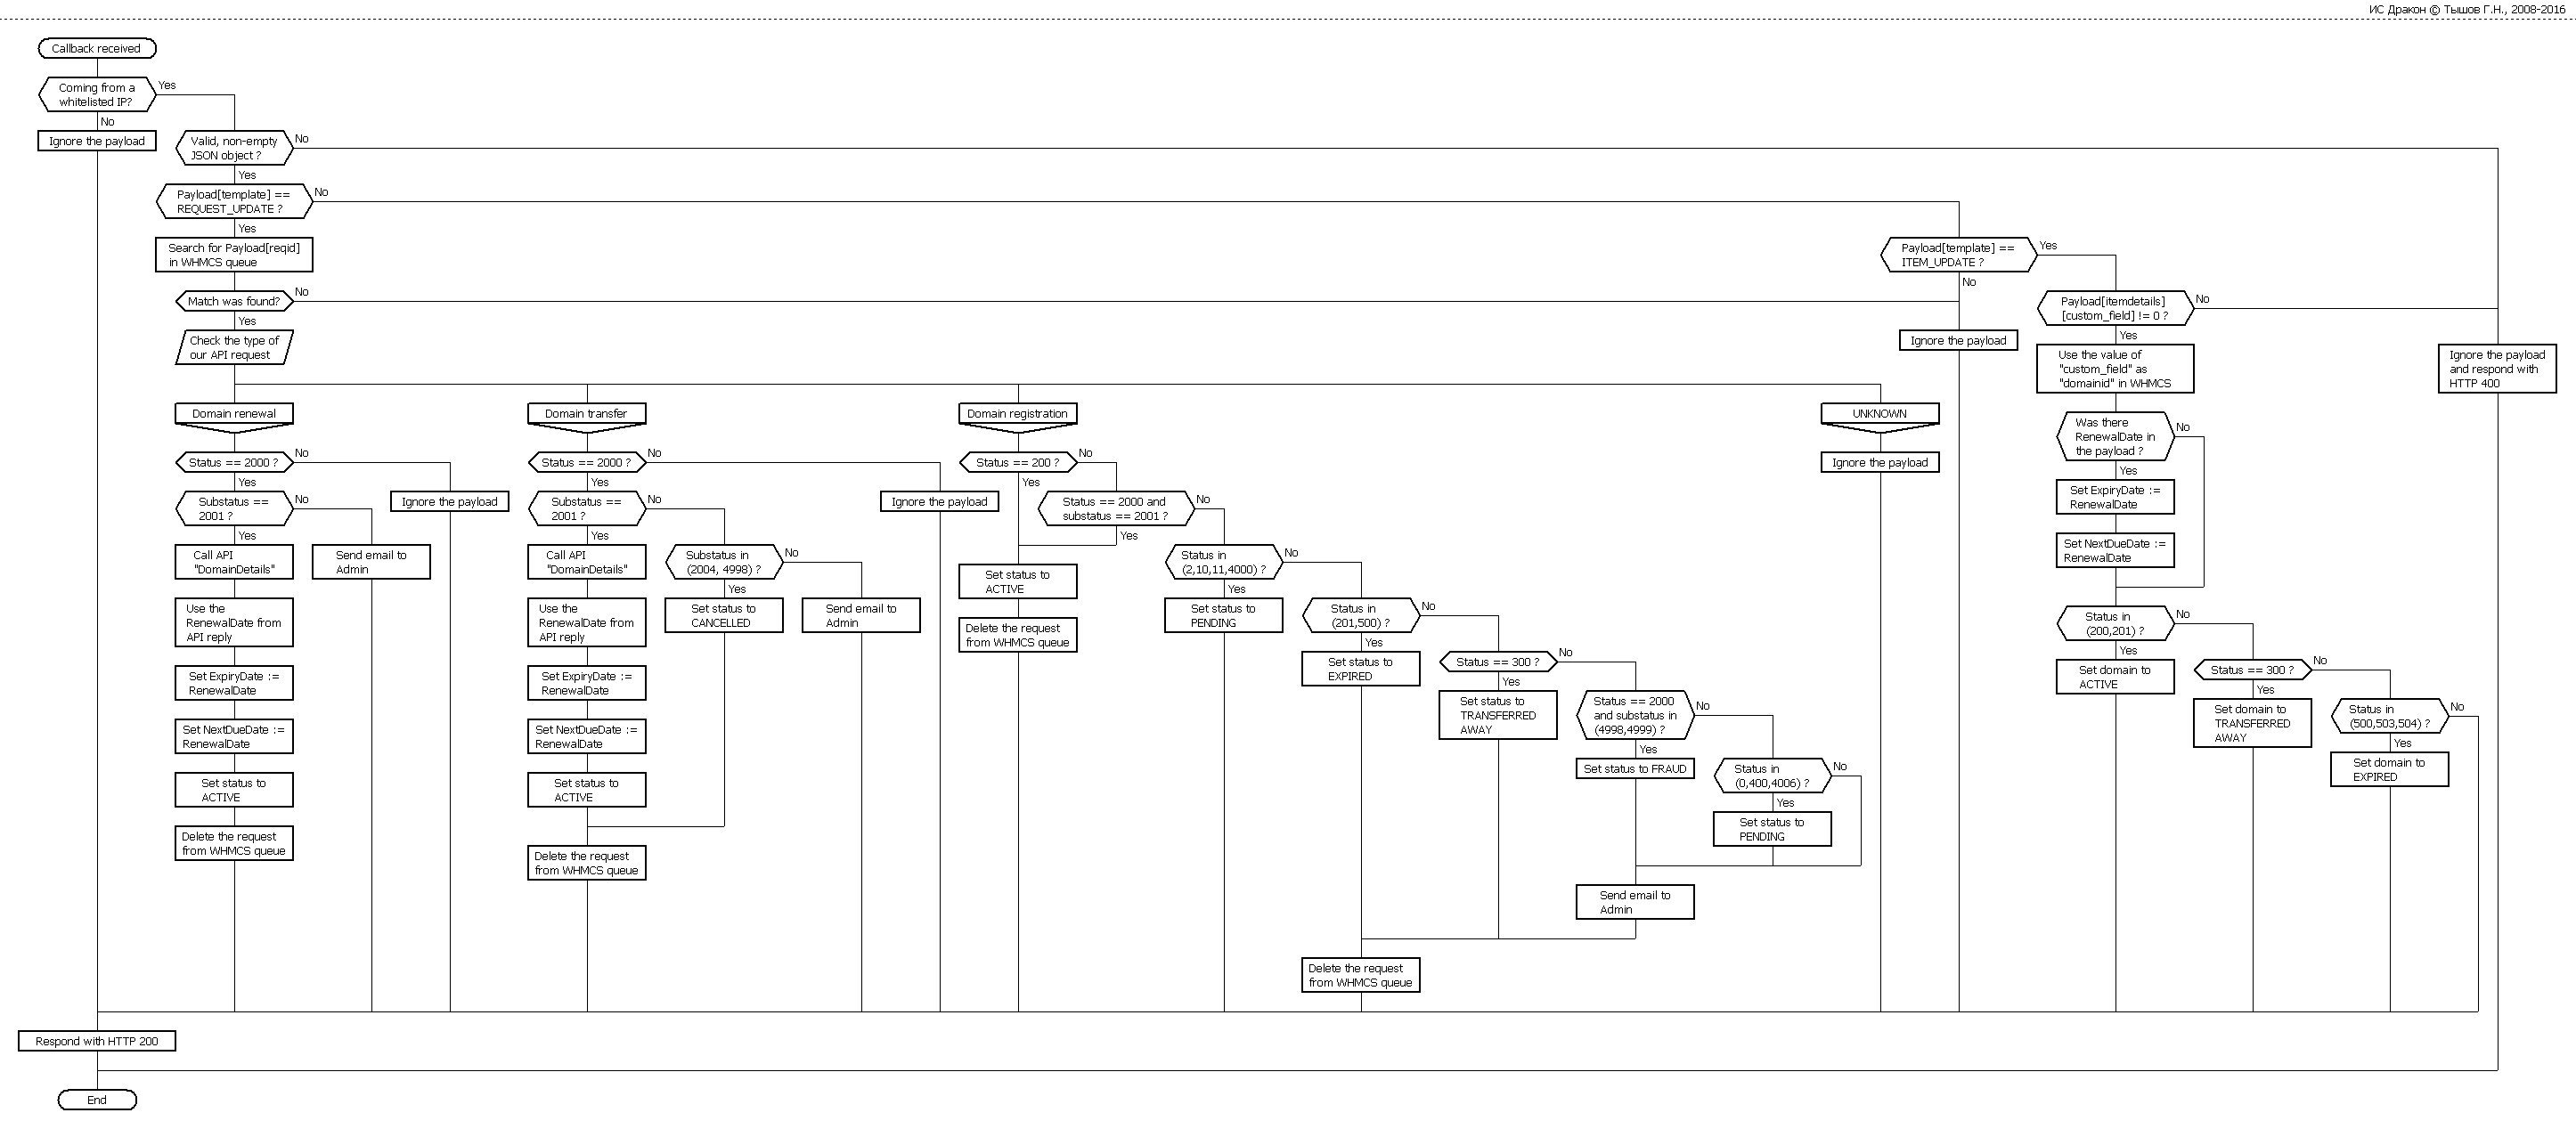 ИС Дракон © Тышов Г.Н., 2008-2016
Callback received
Coming from a
whitelisted IP?
Yes
No
Ignore the payload
Valid, non-empty
JSON object ?
No
Yes
Payload[template] ==
REQUEST_UPDATE ?
No
Yes
Search for Payload[reqid]
in WHMCS queue
Match was found?
No
Yes
Check the type of
our API request
Domain renewal
Status == 2000 ?
No
Yes
Substatus ==
2001 ?
No
Yes
Call API
"DomainDetails"
Use the
RenewalDate from
API reply
Set ExpiryDate :=
RenewalDate
Set NextDueDate :=
RenewalDate
Set status to
ACTIVE
Delete the request
from WHMCS queue
Send email to
Admin
Ignore the payload
Domain transfer
Status == 2000 ?
No
Yes
Substatus ==
2001 ?
No
Yes
Call API
"DomainDetails"
Use the
RenewalDate from
API reply
Set ExpiryDate :=
RenewalDate
Set NextDueDate :=
RenewalDate
Set status to
ACTIVE
Delete the request
from WHMCS queue
Substatus in
(2004, 4998) ?
No
Yes
Set status to
CANCELLED
Send email to
Admin
Ignore the payload
Domain registration
Status == 200 ?
No
Yes
Status == 2000 and
substatus == 2001 ?
No
Yes
Set status to
ACTIVE
Delete the request
from WHMCS queue
Status in
(2,10,11,4000) ?
No
Yes
Set status to
PENDING
Status in
(201,500) ?
No
Yes
Set status to
EXPIRED
Status == 300 ?
No
Yes
Set status to
TRANSFERRED
AWAY
Status == 2000
and substatus in
(4998,4999) ?
No
Yes
Set status to FRAUD
Status in
(0,400,4006) ?
No
Yes
Set status to
PENDING
Send email to
Admin
Delete the request
from WHMCS queue
UNKNOWN
Ignore the payload
Payload[template] ==
ITEM_UPDATE ?
Yes
No
Ignore the payload
Payload[itemdetails]
[custom_field] != 0 ?
No
Yes
Use the value of
"custom_field" as
"domainid" in WHMCS
Was there
RenewalDate in
the payload ?
No
Yes
Set ExpiryDate :=
RenewalDate
Set NextDueDate :=
RenewalDate
Status in
(200,201) ?
No
Yes
Set domain to
ACTIVE
Status == 300 ?
No
Yes
Set domain to
TRANSFERRED
AWAY
Status in
(500,503,504) ?
No
Yes
Set domain to
EXPIRED
Ignore the payload
and respond with
HTTP 400
Respond with HTTP 200
End